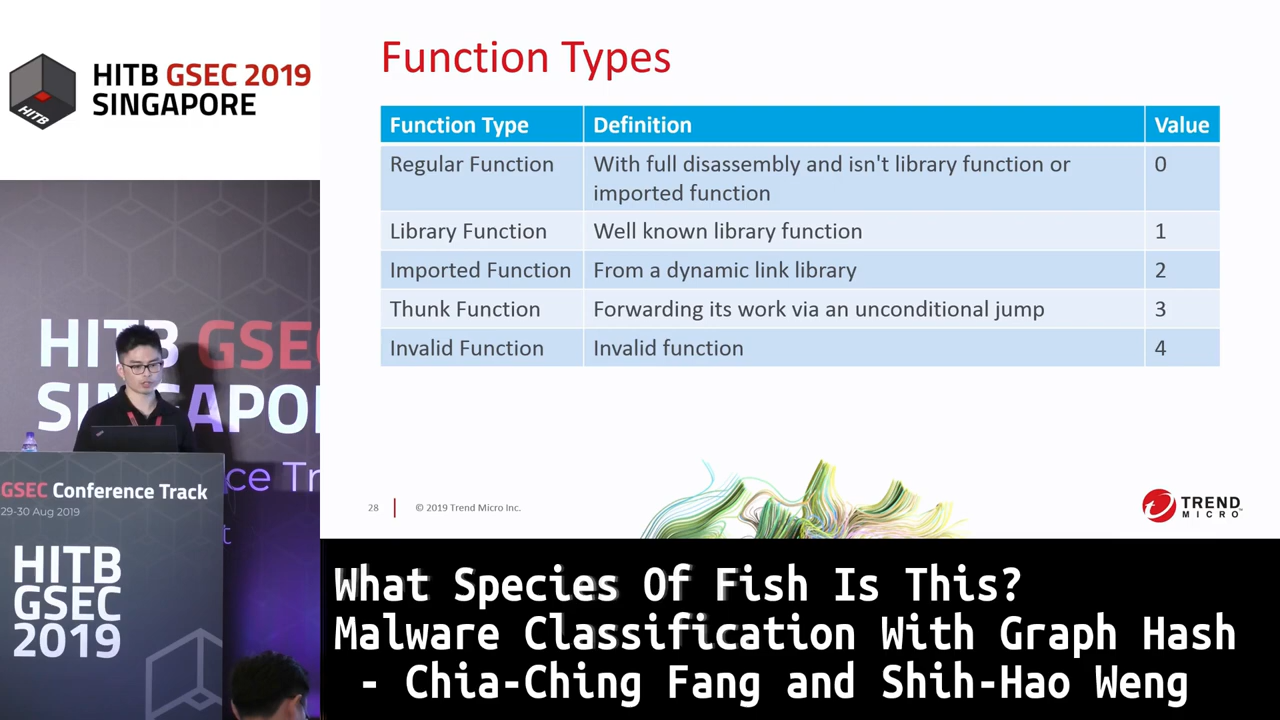 HITB GSEC 2019
SINGAPORE
HITB
Function Types
Function Type Definition Value
Regular Function With full disassembly and isn't library function or
imported function 0
Library Function Well known library function 1
Imported Function From a dynamic link library 2
Thunk Function Forwarding its work via an unconditional jump 3
Invalid Function Invalid function 4
28 © 2019 Trend Micro Inc.
TREND
MICRO
HITB GSEC
GSEC Conference Track
29-30 Aug 2019
HITB
GSEC
2019
What Species Of Fish Is This?
Malware Classification With Graph Hash
- Chia-Ching Fang and Shih-Hao Weng